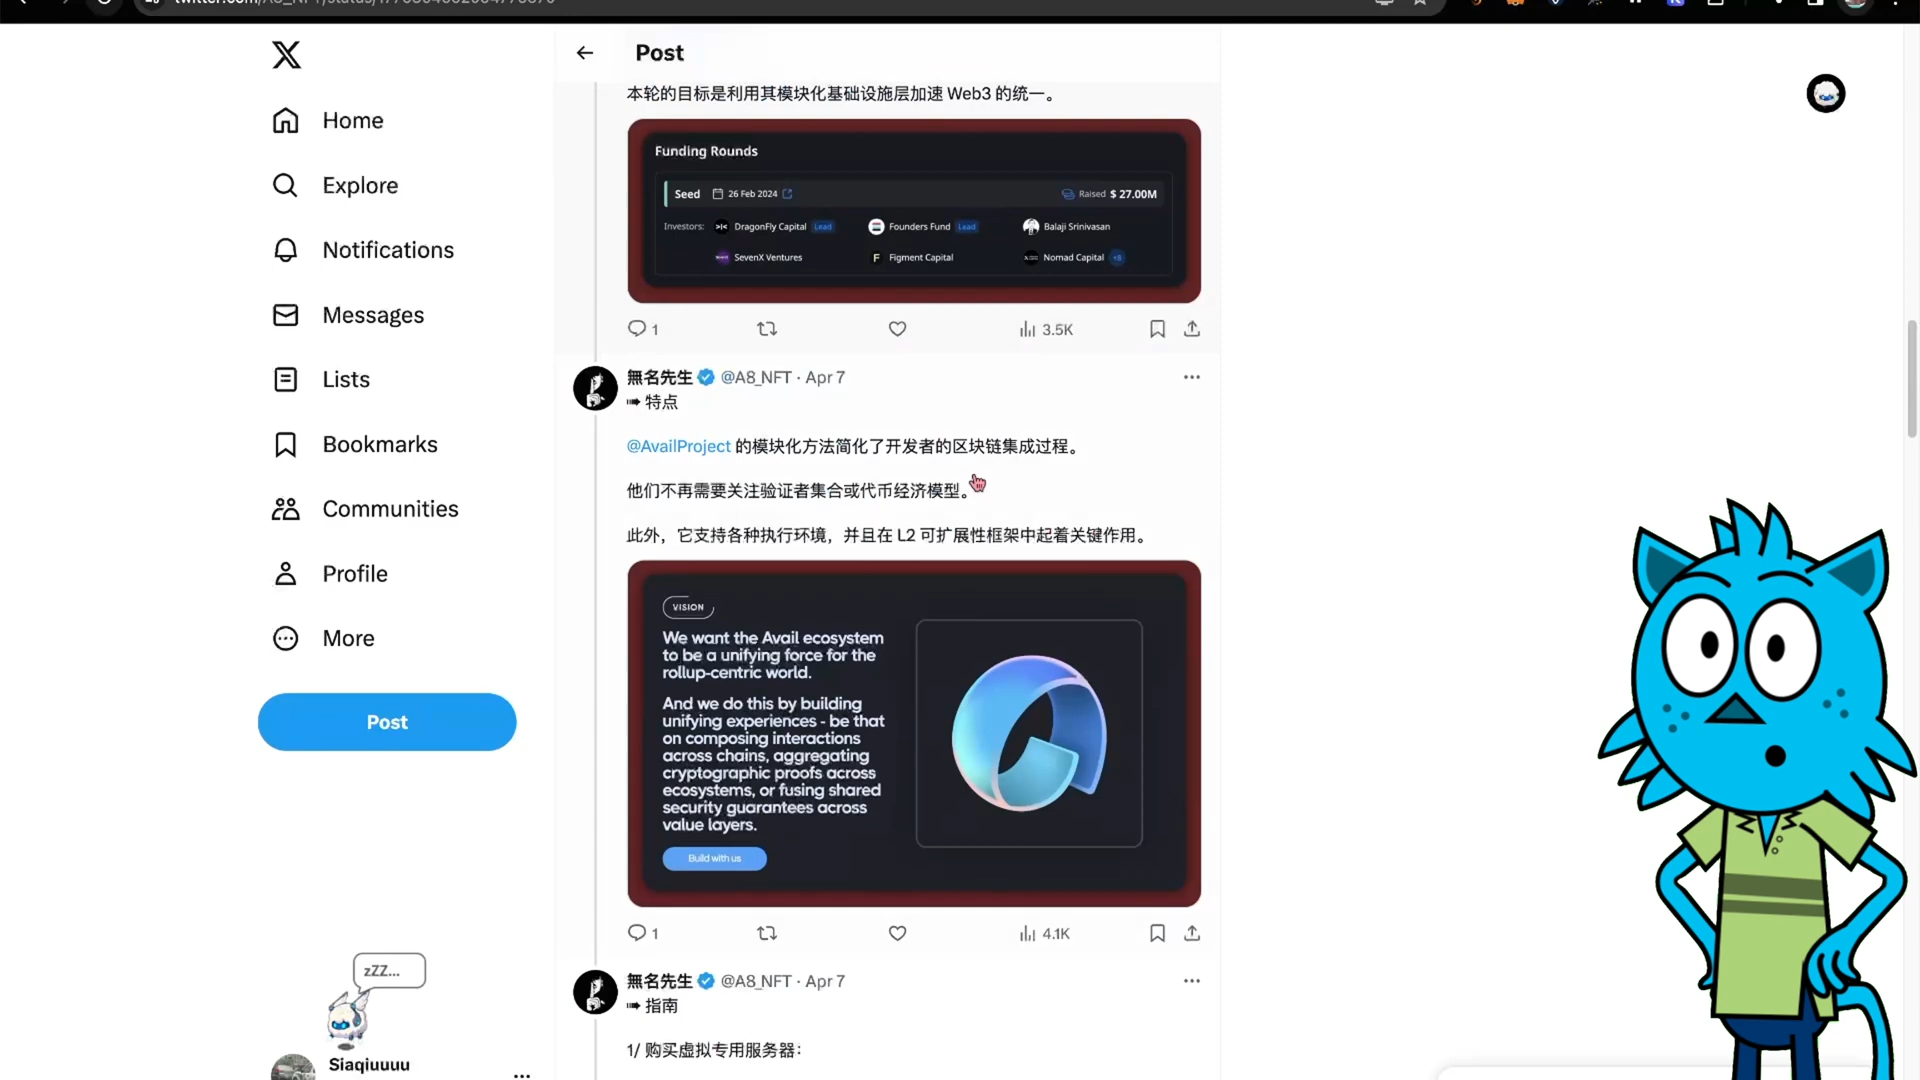 Post
本轮的目标是利用其模块化基础设施层加速 Web3 的统一。
Home
Explore
Notifications
Messages
Lists
Bookmarks
Communities
Profile
More
Post
Funding Rounds
Seed 26 Feb 2024 Raised $ 27.00M
Investors: DragonFly Capital Lead Founders Fund Lead Balaji Srinivasan
SevenX Ventures Figment Capital Nomad Capital +8
1 3.5K
無名先生 @A8_NFT · Apr 7
➠ 特点
@AvailProject 的模块化方法简化了开发者的区块链集成过程。
他们不再需要关注验证者集合或代币经济模型。
此外，它支持各种执行环境，并且在 L2 可扩展性框架中起着关键作用。
VISION
We want the Avail ecosystem
to be a unifying force for the
rollup-centric world.
And we do this by building
unifying experiences - be that
on composing interactions
across chains, aggregating
cryptographic proofs across
ecosystems, or fusing shared
security guarantees across
value layers.
Build with us
1 4.1K
無名先生 @A8_NFT · Apr 7
➠ 指南
1/ 购买虚拟专用服务器：
zZZ...
Siaqiuuuu